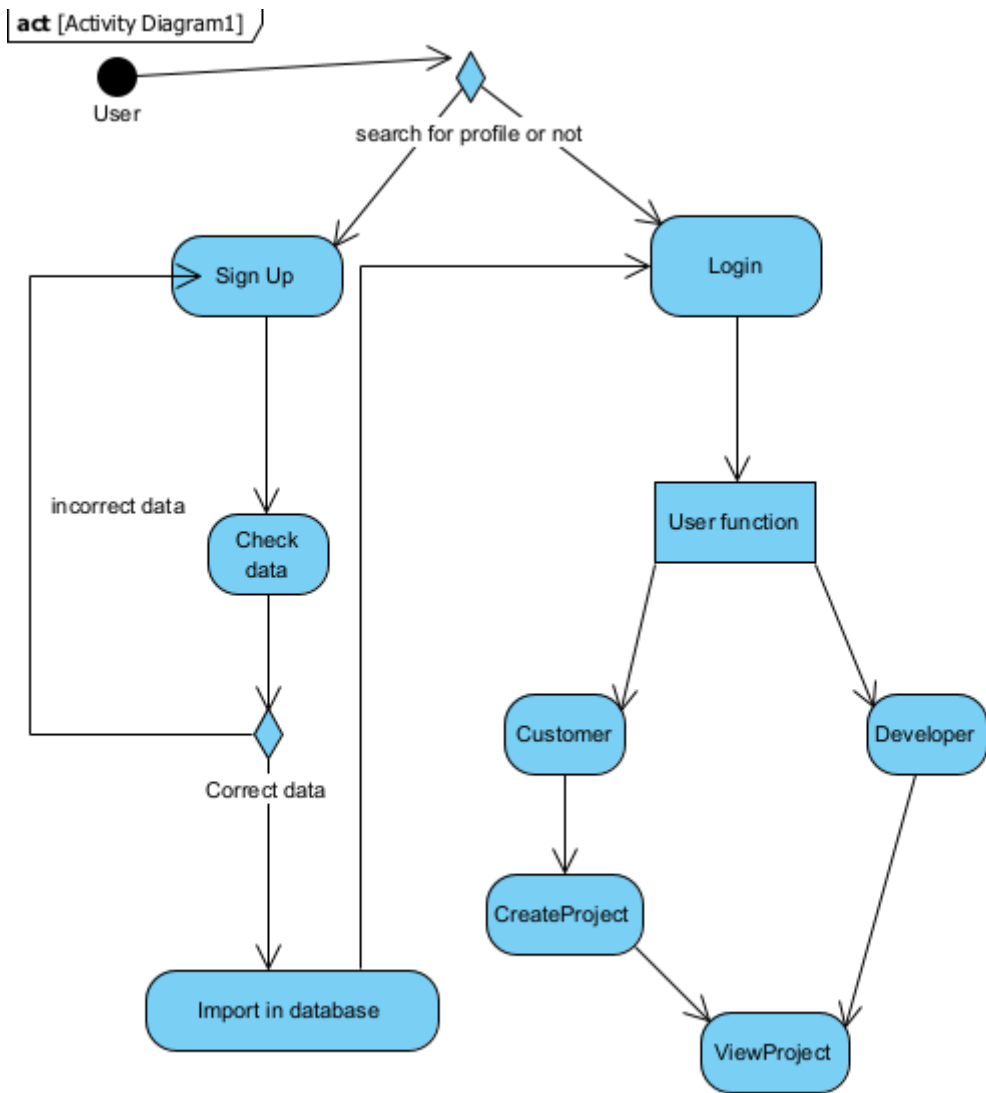 act [Activity Diagram1]
User
search for profile or not
Sign Up
Login
incorrect data
User function
Check
data
Customer
Developer
Correct data
CreateProject
Import in database
ViewProject